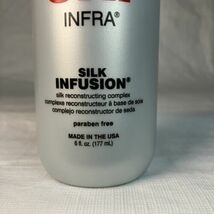 INFRA®
SILK
INFUSION®
silk reconstructing complex
complexe reconstructeur à base de soie
complejo reconstructor de seda
paraben free
MADE IN THE USA
6 fl. oz. (177 mL)